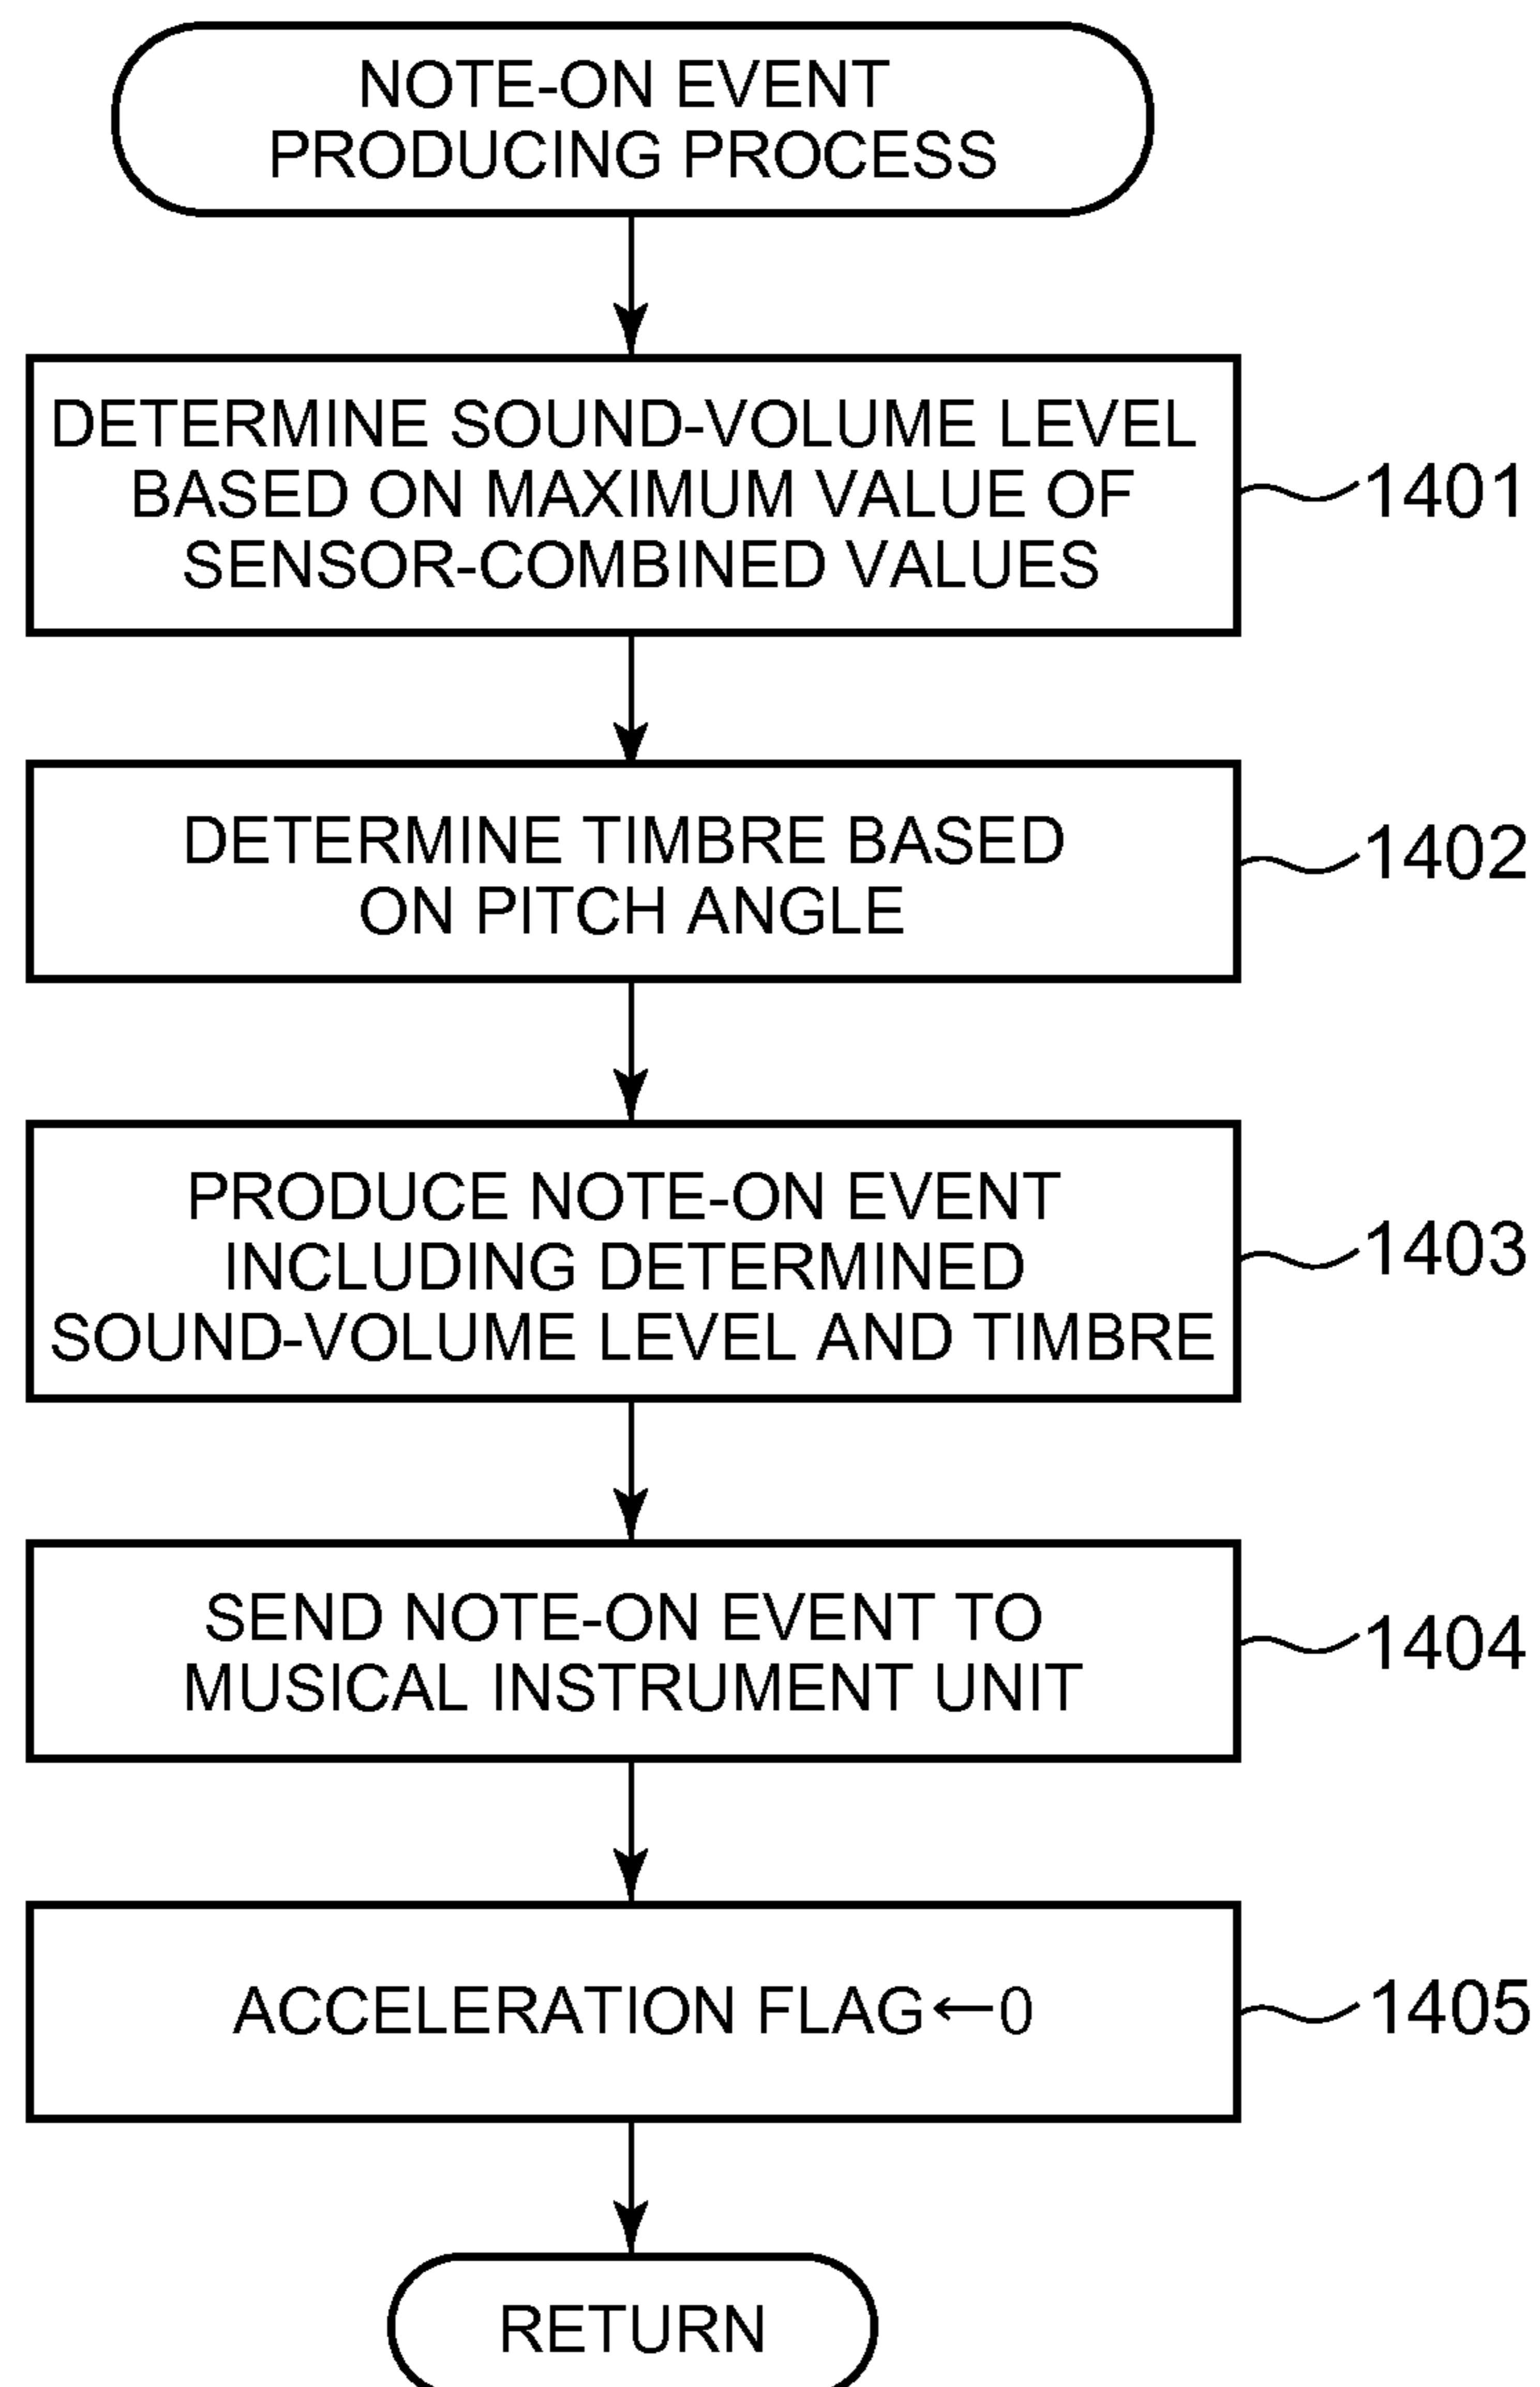 NOTE-ON EVENT
PRODUCING PROCESS
DETERMINE SOUND-VOLUME LEVEL
BASED ON MAXIMUM VALUE OF
SENSOR-COMBINED VALUES
1401
DETERMINE TIMBRE BASED
ON PITCH ANGLE
1402
PRODUCE NOTE-ON EVENT
INCLUDING DETERMINED
SOUND-VOLUME LEVEL AND TIMBRE
1403
SEND NOTE-ON EVENT TO
MUSICAL INSTRUMENT UNIT
1404
ACCELERATION FLAG←0
1405
RETURN